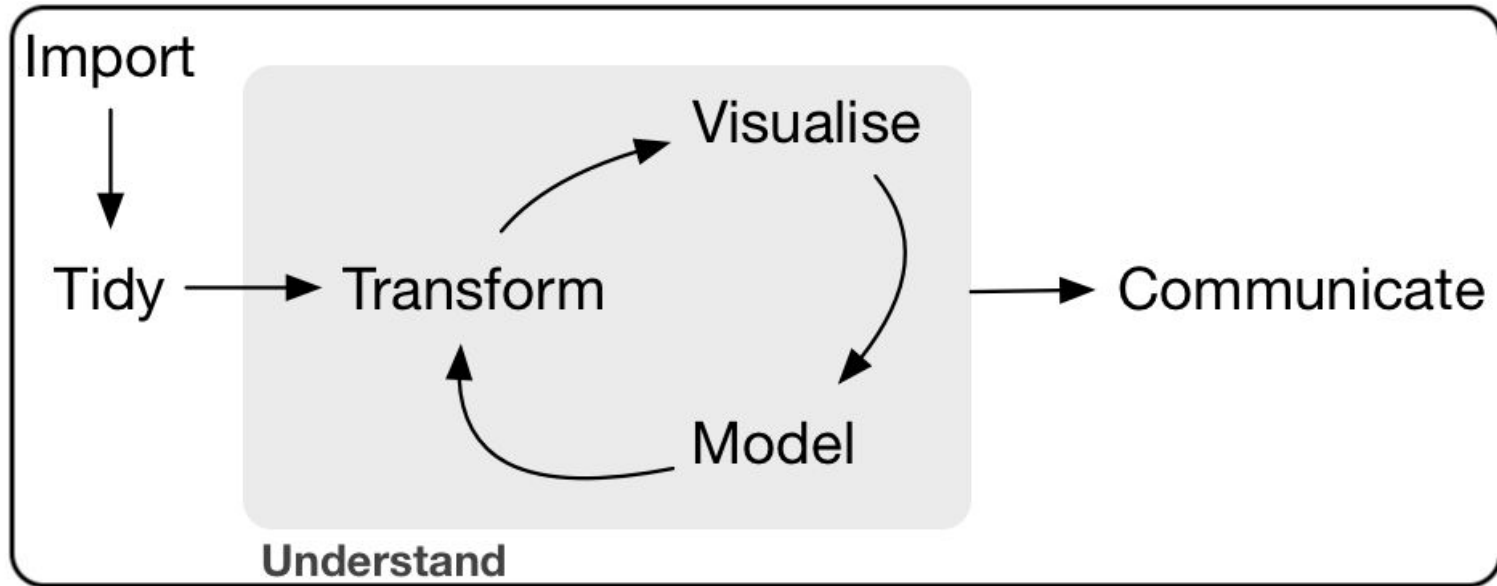 Import
Tidy
Transform
Visualise
Model
Understand
Communicate